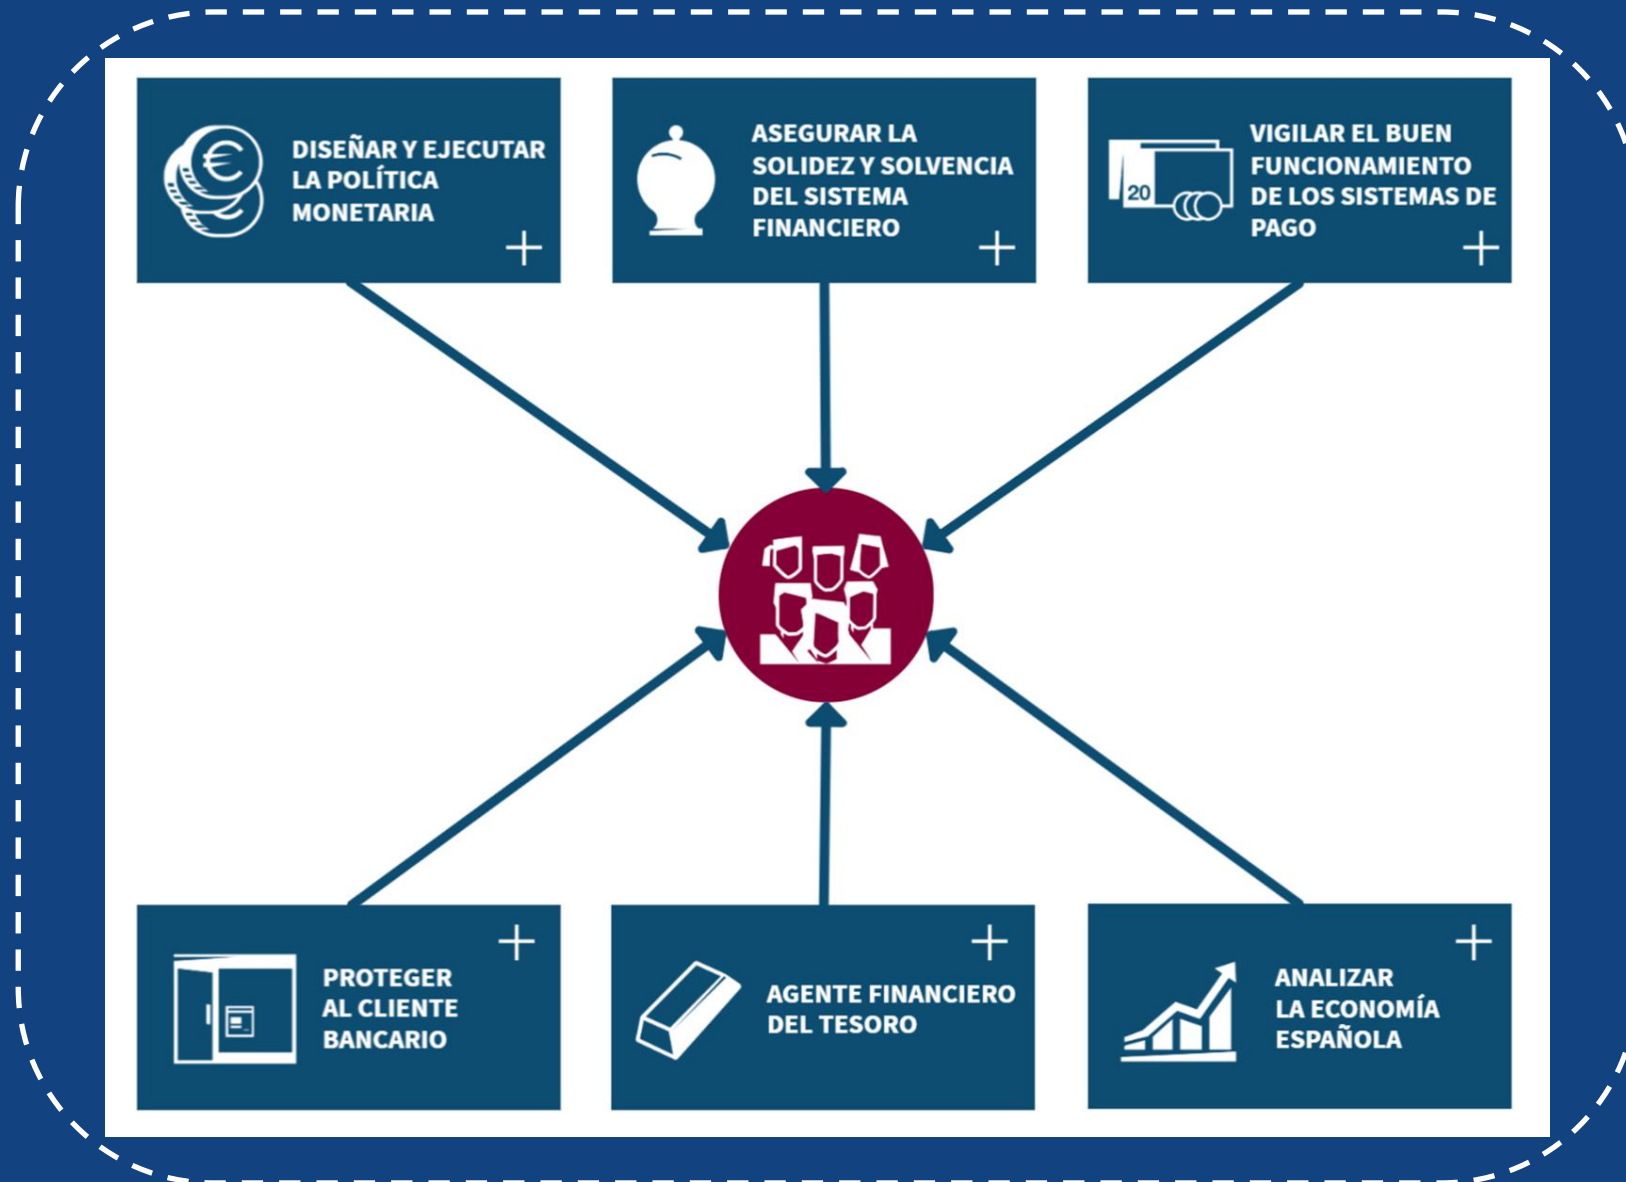 DISEÑAR Y EJECUTAR
LA POLÍTICA
MONETARIA
ASEGURAR LA
SOLIDEZ Y SOLVENCIA
DEL SISTEMA
FINANCIERO
20
VIGILAR EL BUEN
FUNCIONAMIENTO
DE LOS SISTEMAS DE
PAGO
PROTEGER
AL CLIENTE
BANCARIO
AGENTE FINANCIERO
DEL TESORO
ANALIZAR
LA ECONOMÍA
ESPAÑOLA